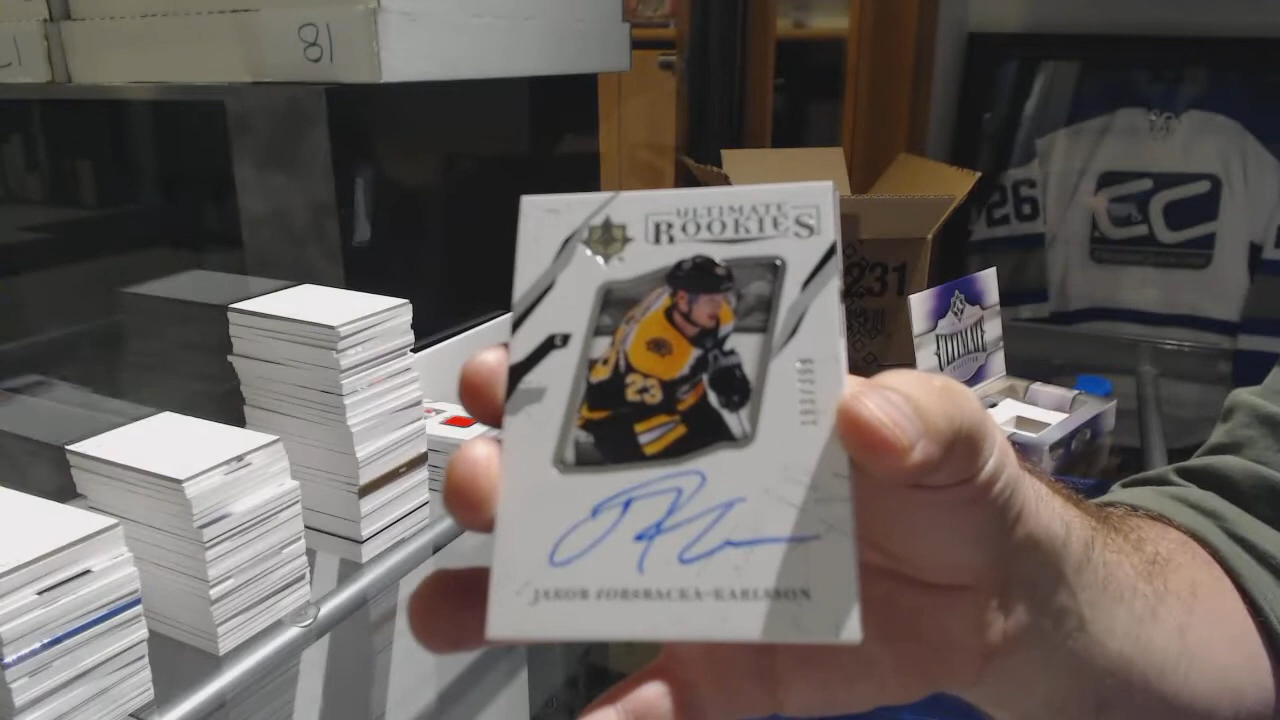 81
ULTIMATE
ROOKIES
23
JAKOB FORSBACKA-KARLSSON
231
26
ULTIMATE